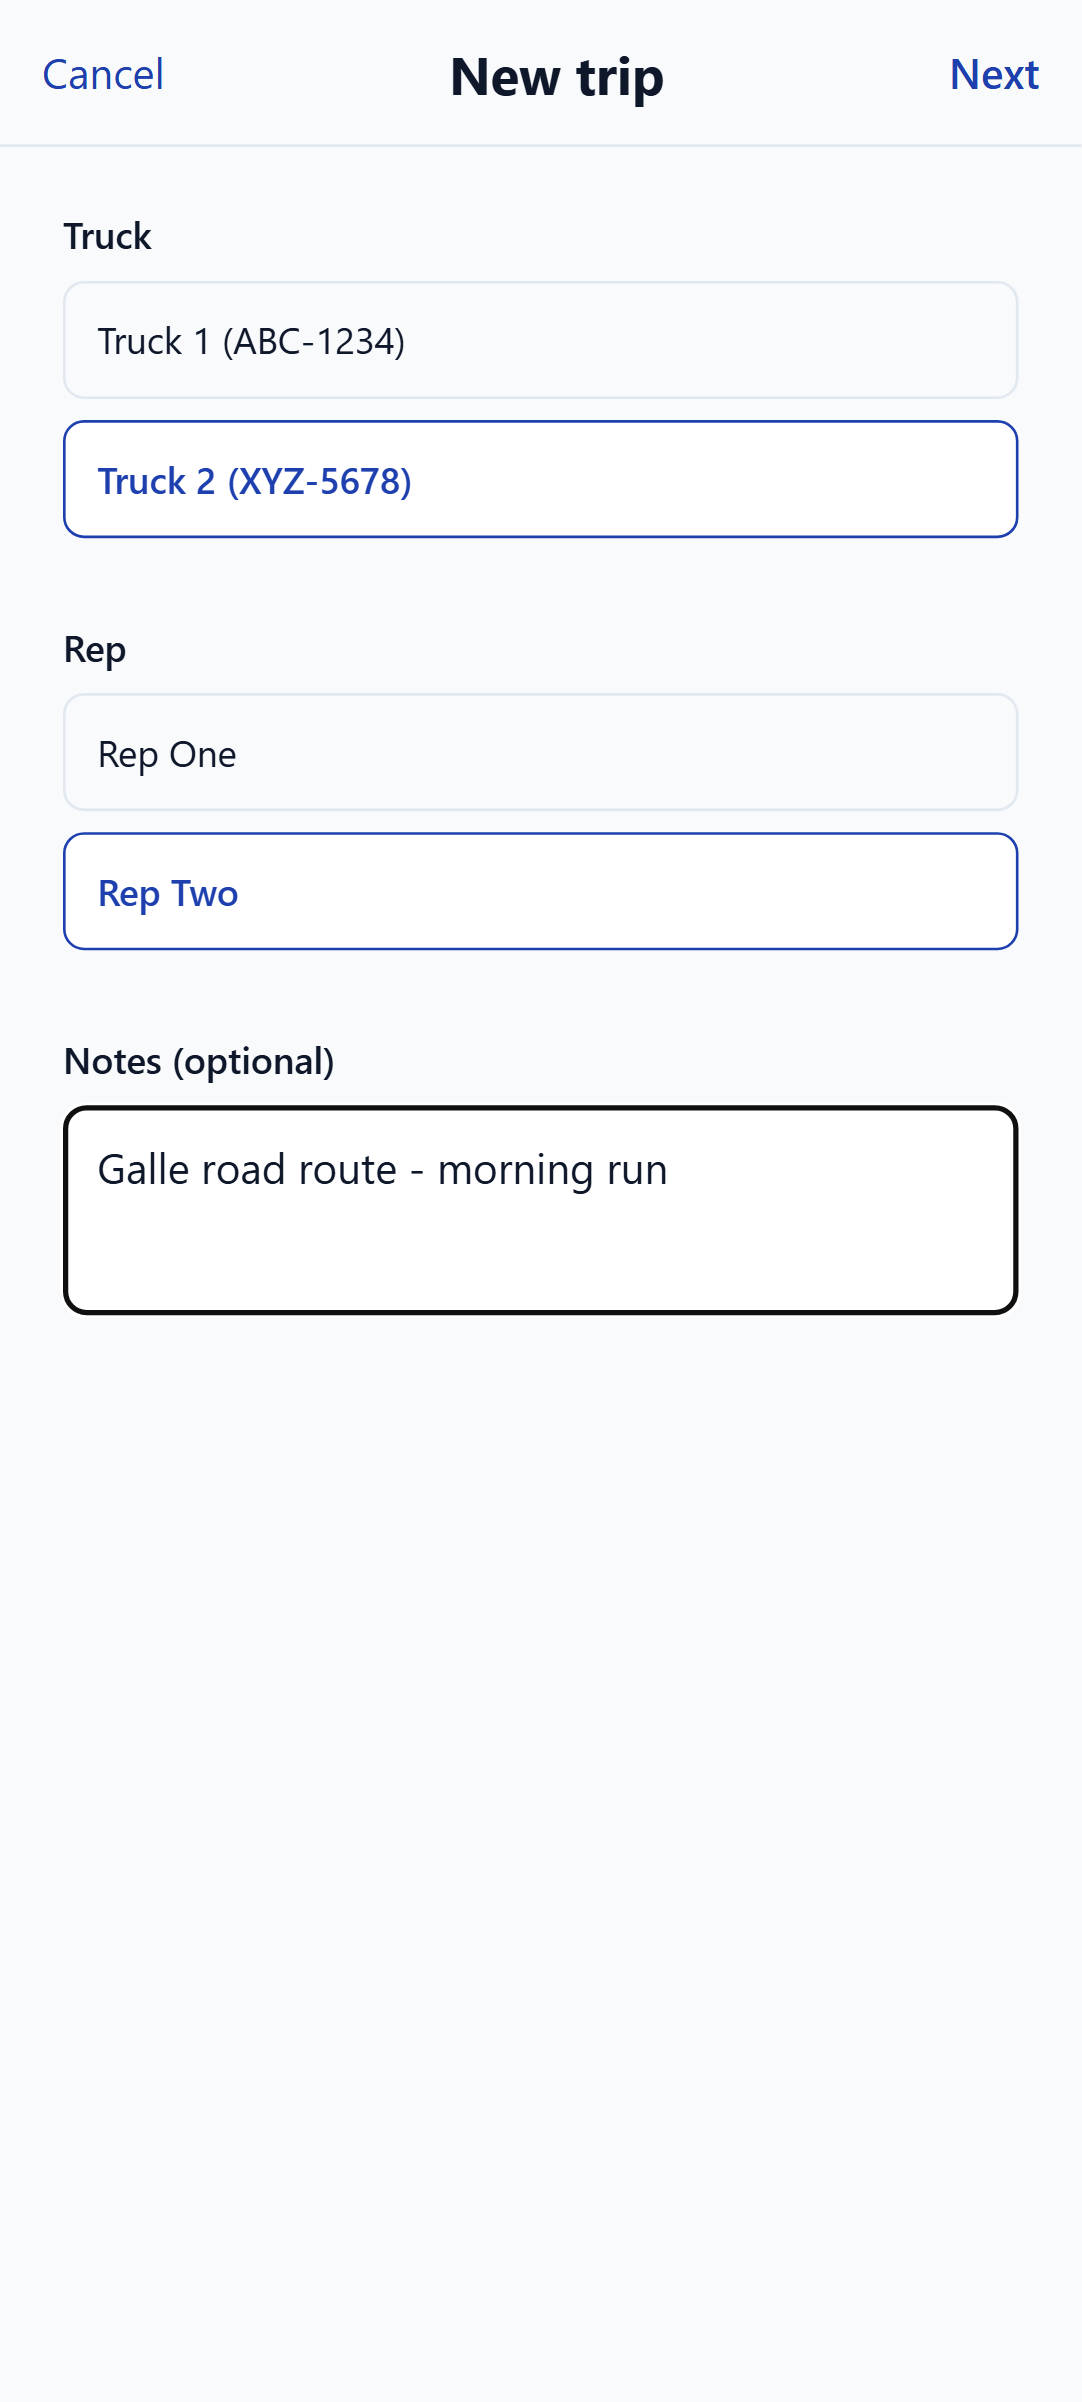 Cancel
New trip
Next
Truck
Truck 1 (ABC-1234)
Truck 2 (XYZ-5678)
Rep
Rep One
Rep Two
Notes (optional)
Galle road route - morning run